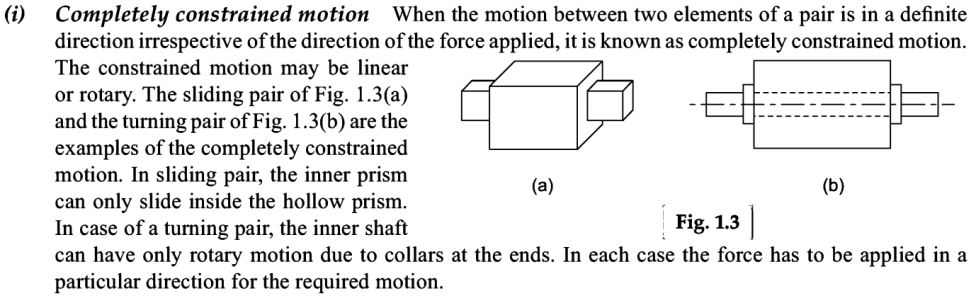 (i) Completely constrained motion When the motion between two elements of a pair is in a definite
direction irrespective of the direction of the force applied, it is known as completely constrained motion.
The constrained motion may be linear
or rotary. The sliding pair of Fig. 1.3(a)
and the turning pair of Fig. 1.3(b) are the
examples of the completely constrained
motion. In sliding pair, the inner prism
can only slide inside the hollow prism.
In case of a turning pair, the inner shaft
can have only rotary motion due to collars at the ends. In each case the force has to be applied in a
particular direction for the required motion.
(a)
(b)
Fig. 1.3